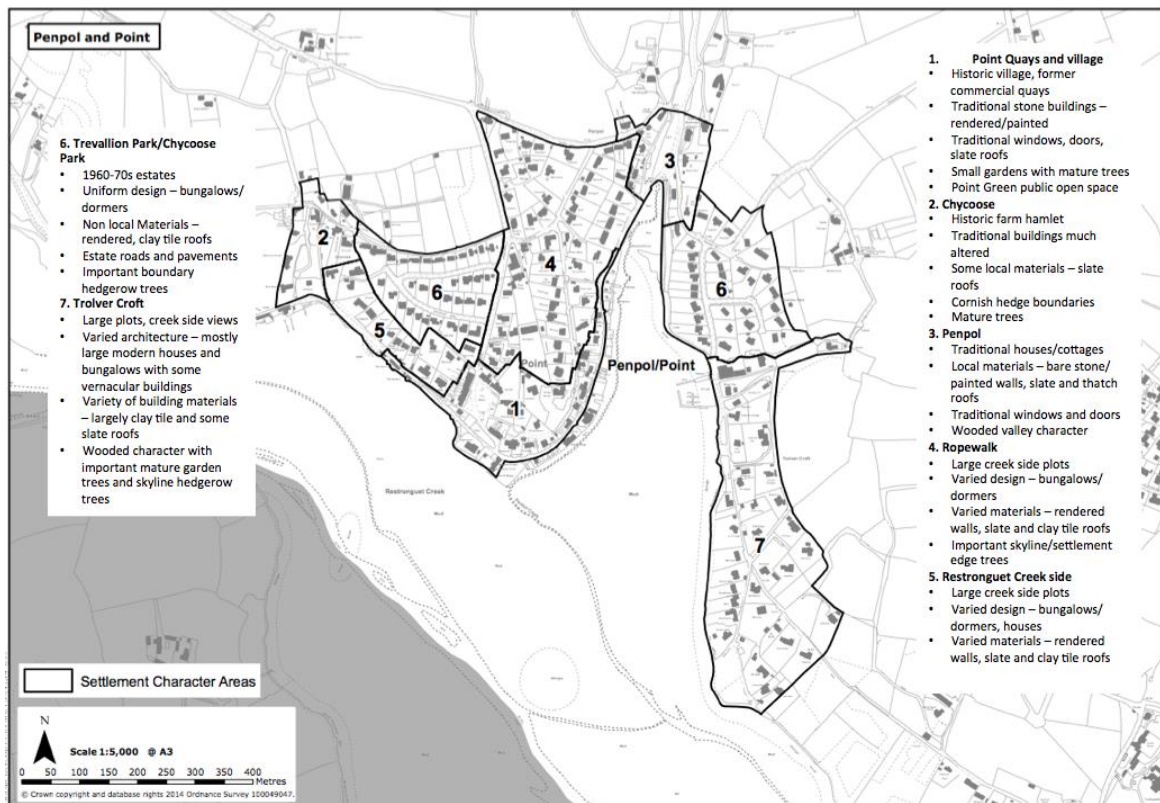 Penpol and Point
6. Trevallion Park/Chycoose
Park
• 1960-70s estates
• Uniform design – bungalows/
dormers
• Non local Materials –
rendered, clay tile roofs
• Estate roads and pavements
• Important boundary
hedgerow trees
7. Trolver Croft
• Large plots, creek side views
• Varied architecture – mostly
large modern houses and
bungalows with some
vernacular buildings
• Variety of building materials
– largely clay tile and some
slate roofs
• Wooded character with
important mature garden
trees and skyline hedgerow
trees
1. Point Quays and village
• Historic village, former
commercial quays
• Traditional stone buildings –
rendered/painted
• Traditional windows, doors,
slate roofs
• Small gardens with mature trees
• Point Green public open space
2. Chycoose
• Historic farm hamlet
• Traditional buildings much
altered
• Some local materials – slate
roofs
• Cornish hedge boundaries
• Mature trees
3. Penpol
• Traditional houses/cottages
• Local materials – bare stone/
painted walls, slate and thatch
roofs
• Traditional windows and doors
• Wooded valley character
4. Ropewalk
• Large creek side plots
• Varied design – bungalows/
dormers
• Varied materials – rendered
walls, slate and clay tile roofs
• Important skyline/settlement
edge trees
5. Restronguet Creek side
• Large creek side plots
• Varied design – bungalows/
dormers, houses
• Varied materials – rendered
walls, slate and clay tile roofs
Penpol
3
2
4
6
6
5
Point
Penpol/Point
1
Trolver Croft
Restronguet Creek
Mud
Mud
7
Settlement Character Areas
N
Scale 1:5,000 @ A3
0 50 100 150 200 250 300 350 400
Metres
© Crown copyright and database rights 2014 Ordnance Survey 100049047.